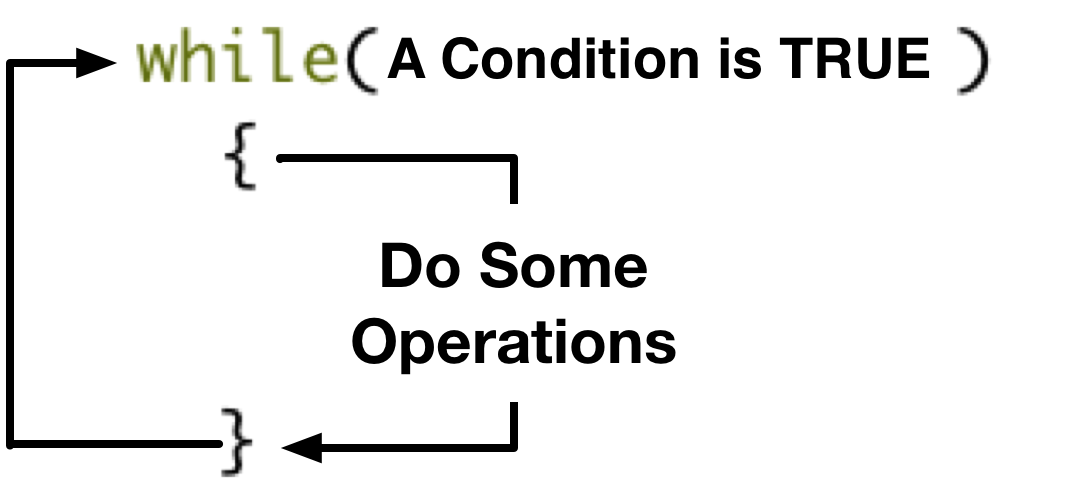 while(A Condition is TRUE )
{
Do Some
Operations
}